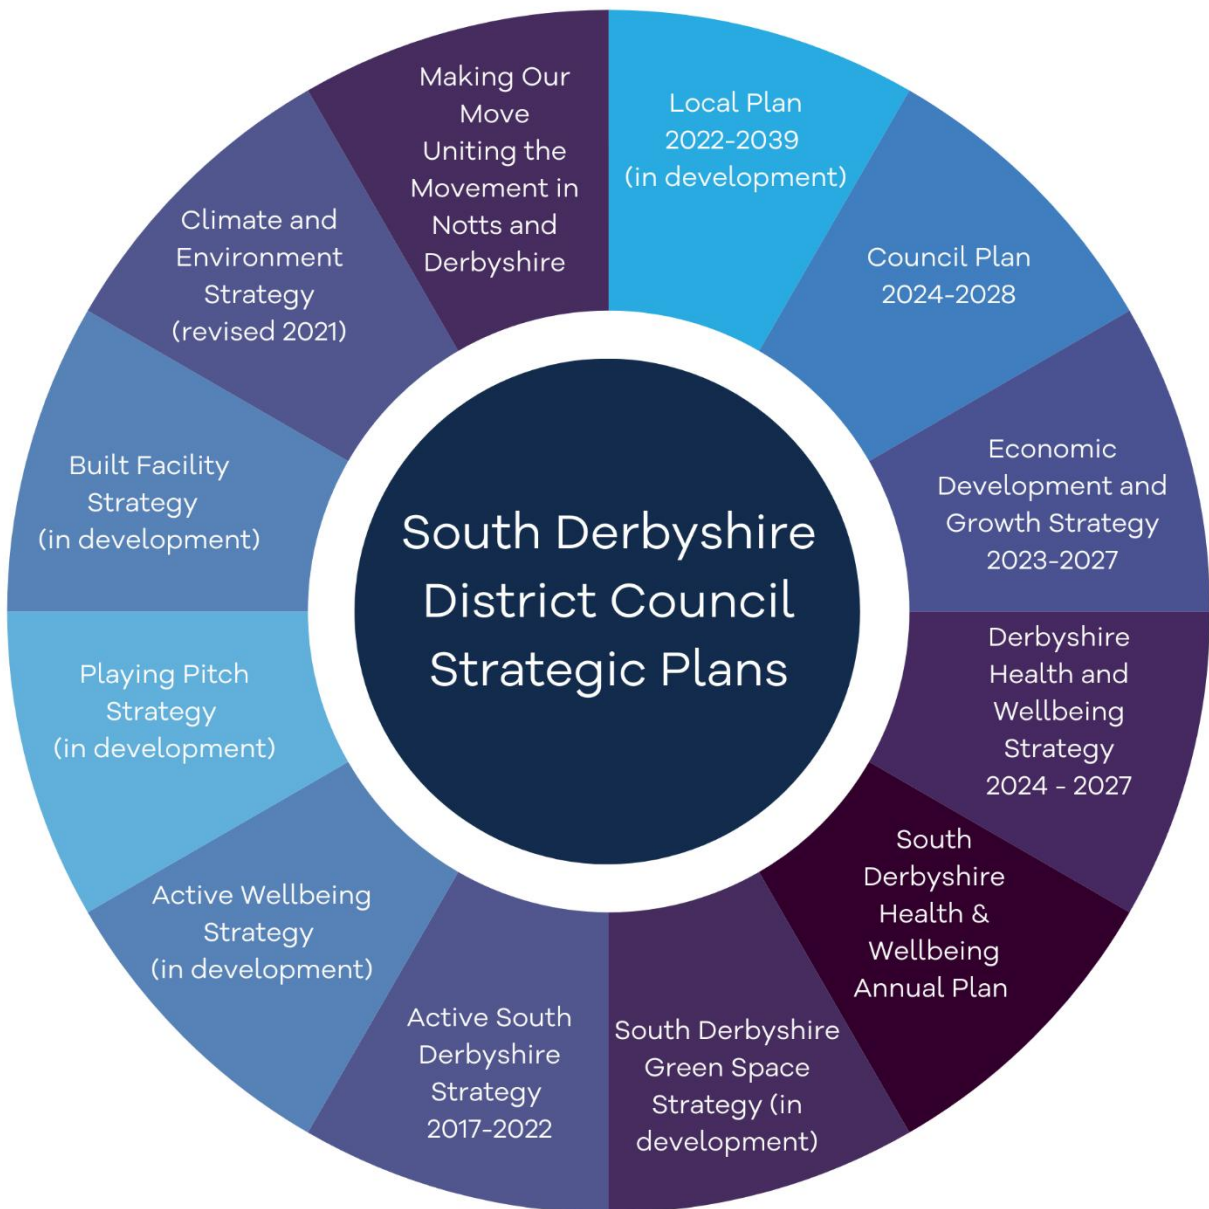 South Derbyshire
District Council
Strategic Plans
Local Plan
2022-2039
(in development)
Council Plan
2024-2028
Economic
Development and
Growth Strategy
2023-2027
Derbyshire
Health and
Wellbeing
Strategy
2024 - 2027
South
Derbyshire
Health &
Wellbeing
Annual Plan
South Derbyshire
Green Space
Strategy (in
development)
Active South
Derbyshire
Strategy
2017-2022
Active Wellbeing
Strategy
(in development)
Playing Pitch
Strategy
(in development)
Built Facility
Strategy
(in development)
Climate and
Environment
Strategy
(revised 2021)
Making Our
Move
Uniting the
Movement in
Notts and
Derbyshire